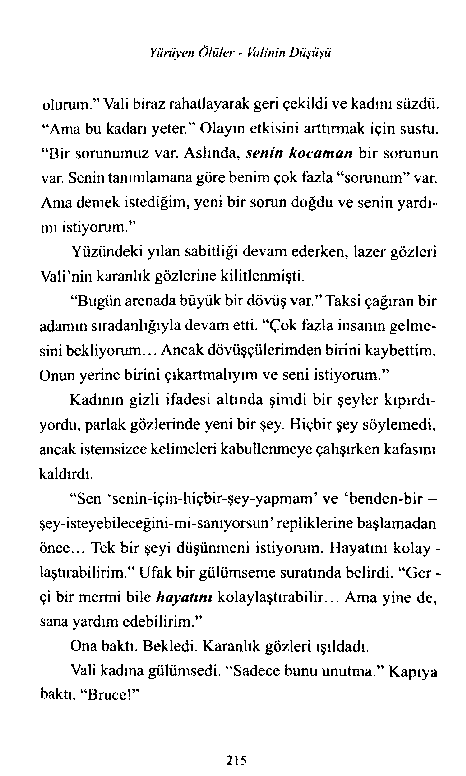 Yürüyen Ölüler - Valinin Düşüşü
olurum.” Vali biraz rahatlayarak geri çekildi ve kadını süzdü.
“Ama bu kadarı yeter.” Olayın etkisini arttırmak için sustu.
“Bir sorunumuz var. Aslında, senin kocaman bir sorunun
var. Senin tanımlamana göre benim çok fazla “sorunum” var.
Ama demek istediğim, yeni bir sorun doğdu ve senin yardı-
mı istiyorum.”
Yüzündeki yılan sabitliği devam ederken, lazer gözleri
Vali’nin karanlık gözlerine kilitlenmişti.
“Bugün arenada büyük bir dövüş var.” Taksi çağıran bir
adamın sıradanlığıyla devam etti. “Çok fazla insanın gelme-
sini bekliyorum... Ancak dövüşçülerimden birini kaybettim.
Onun yerine birini çıkartmalıyım ve seni istiyorum.”
Kadının gizli ifadesi altında şimdi bir şeyler kıpırdı-
yordu, parlak gözlerinde yeni bir şey. Hiçbir şey söylemedi,
ancak istemsizce kelimeleri kabullenmeye çalışırken kafasını
kaldırdı.
“Sen ‘senin-için-hiçbir-şey-yapmam’ ve ‘benden-bir –
şey-isteyebileceğini-mi-sanıyorsun’ repliklerine başlamadan
önce... Tek bir şeyi düşünmeni istiyorum. Hayatını kolay -
laştırabilirim.” Ufak bir gülümseme suratında belirdi. “Ger -
çi bir mermi bile hayatını kolaylaştırabilir... Ama yine de,
sana yardım edebilirim.”
Ona baktı. Bekledi. Karanlık gözleri ışıldadı.
Vali kadına gülümsedi. “Sadece bunu unutma.” Kapıya
baktı. “Bruce!”
215